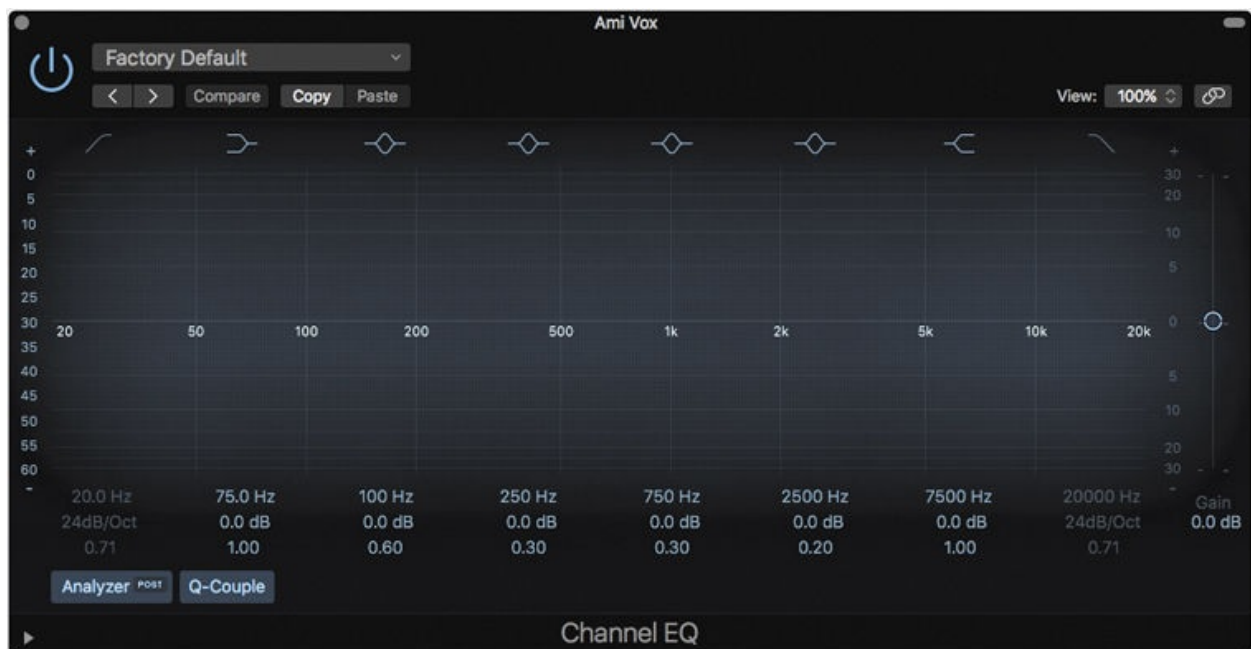 Ami Vox
Factory Default
Compare Copy Paste View: 100%
+ +
0 30 - -
5 20
10 10
15
20 5
25
30 20 50 100 200 500 1k 2k 5k 10k 20k 0
35
40 5
45
50 10
55 20
60 30 - -
- -
20.0 Hz 75.0 Hz 100 Hz 250 Hz 750 Hz 2500 Hz 7500 Hz 20000 Hz Gain
24dB/Oct 0.0 dB 0.0 dB 0.0 dB 0.0 dB 0.0 dB 0.0 dB 24dB/Oct 0.0 dB
0.71 1.00 0.60 0.30 0.30 0.20 1.00 0.71
Analyzer POST Q-Couple
Channel EQ